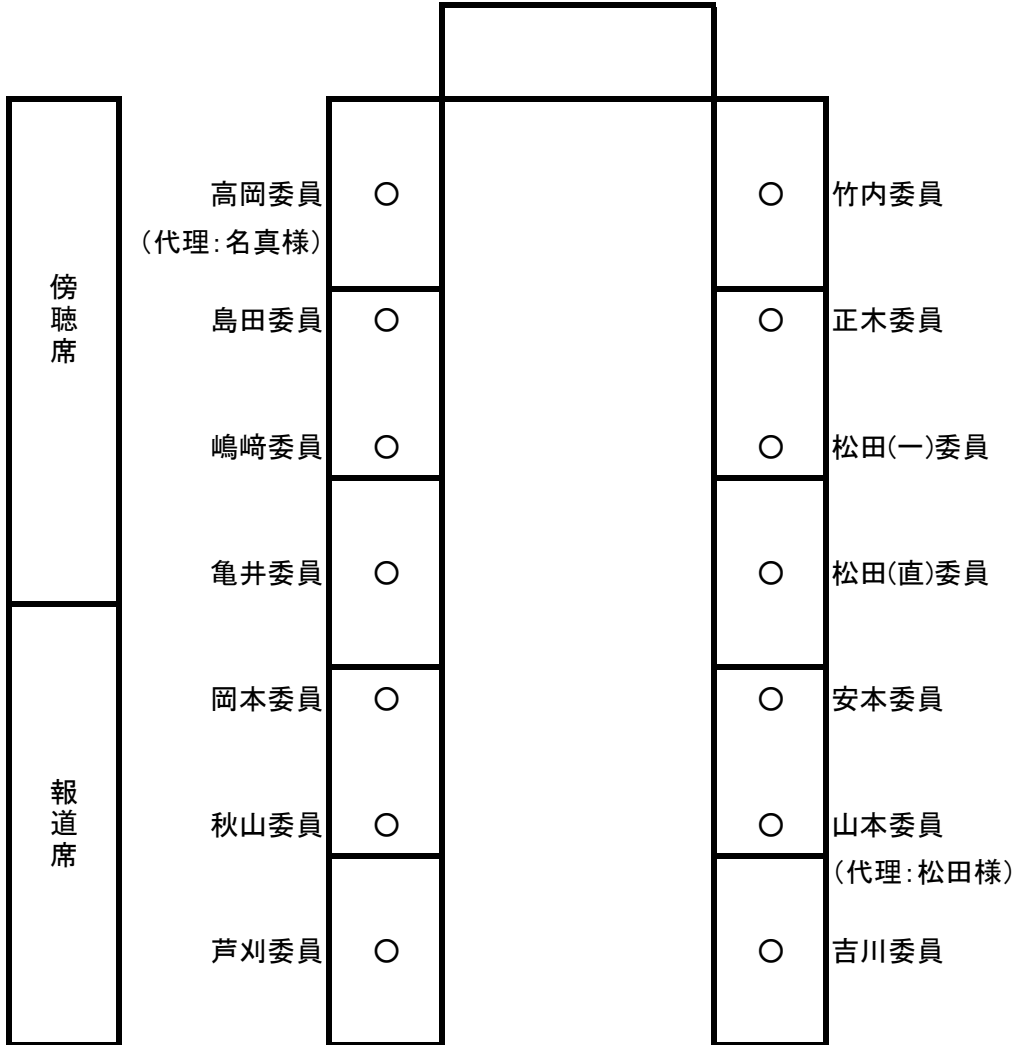 高岡委員
(代理:名真様)
島田委員
嶋﨑委員
亀井委員
岡本委員
秋山委員
芦刈委員
竹内委員
正木委員
松田(一)委員
松田(直)委員
安本委員
山本委員
(代理:松田様)
吉川委員
傍聴席
報道席